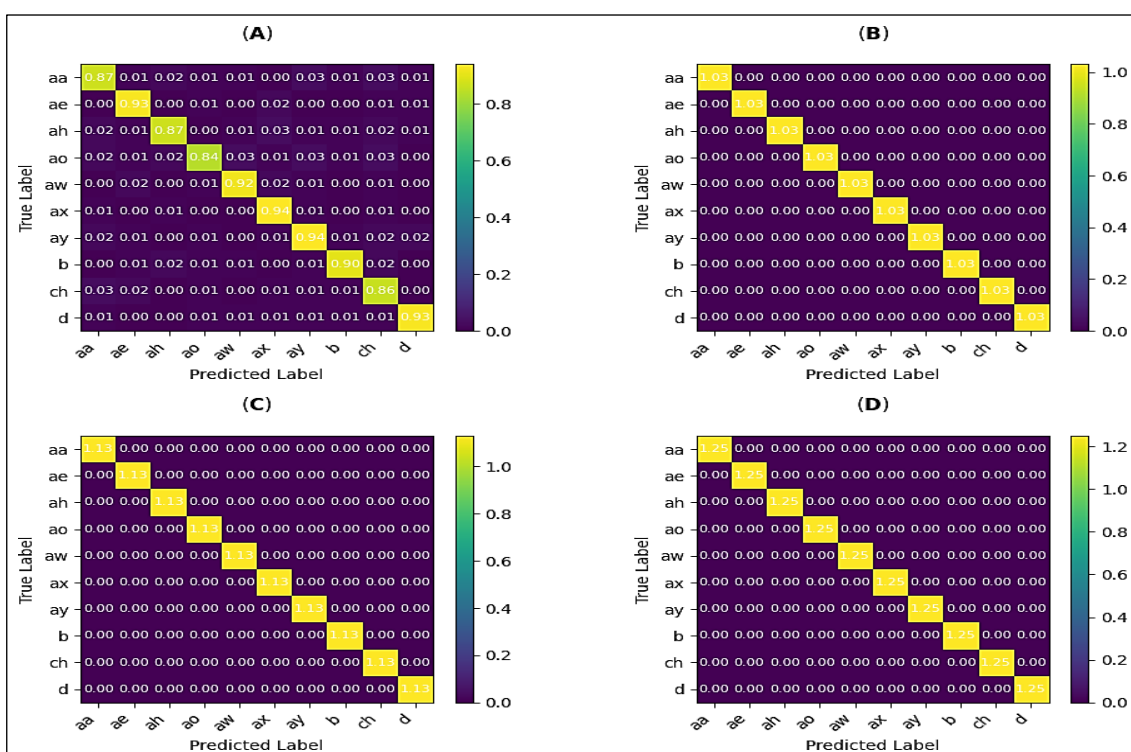 (A)
aa 0.87 0.01 0.02 0.01 0.01 0.00 0.03 0.01 0.03 0.01
ae 0.00 0.93 0.00 0.01 0.00 0.02 0.00 0.00 0.01 0.01
ah 0.02 0.01 0.87 0.00 0.01 0.03 0.01 0.01 0.02 0.01
ao 0.02 0.01 0.02 0.84 0.03 0.01 0.03 0.01 0.03 0.00
aw 0.00 0.02 0.00 0.01 0.92 0.02 0.01 0.00 0.00 0.01
ax 0.01 0.00 0.01 0.00 0.00 0.94 0.01 0.00 0.01 0.00
ay 0.02 0.01 0.00 0.01 0.00 0.01 0.94 0.01 0.02 0.02
b 0.00 0.01 0.02 0.01 0.01 0.00 0.01 0.90 0.02 0.00
ch 0.03 0.02 0.00 0.01 0.00 0.01 0.01 0.01 0.86 0.00
d 0.01 0.00 0.00 0.01 0.01 0.01 0.01 0.01 0.01 0.93
aa ae ah ao aw ax ay b ch d
True Label
Predicted Label
0.8
0.6
0.4
0.2
0.0
(B)
aa 1.03 0.00 0.00 0.00 0.00 0.00 0.00 0.00 0.00 0.00
ae 0.00 1.03 0.00 0.00 0.00 0.00 0.00 0.00 0.00 0.00
ah 0.00 0.00 1.03 0.00 0.00 0.00 0.00 0.00 0.00 0.00
ao 0.00 0.00 0.00 1.03 0.00 0.00 0.00 0.00 0.00 0.00
aw 0.00 0.00 0.00 0.00 1.03 0.00 0.00 0.00 0.00 0.00
ax 0.00 0.00 0.00 0.00 0.00 1.03 0.00 0.00 0.00 0.00
ay 0.00 0.00 0.00 0.00 0.00 0.00 1.03 0.00 0.00 0.00
b 0.00 0.00 0.00 0.00 0.00 0.00 0.00 1.03 0.00 0.00
ch 0.00 0.00 0.00 0.00 0.00 0.00 0.00 0.00 1.03 0.00
d 0.00 0.00 0.00 0.00 0.00 0.00 0.00 0.00 0.00 1.03
aa ae ah ao aw ax ay b ch d
True Label
Predicted Label
1.0
0.8
0.6
0.4
0.2
0.0
(C)
aa 1.13 0.00 0.00 0.00 0.00 0.00 0.00 0.00 0.00 0.00
ae 0.00 1.13 0.00 0.00 0.00 0.00 0.00 0.00 0.00 0.00
ah 0.00 0.00 1.13 0.00 0.00 0.00 0.00 0.00 0.00 0.00
ao 0.00 0.00 0.00 1.13 0.00 0.00 0.00 0.00 0.00 0.00
aw 0.00 0.00 0.00 0.00 1.13 0.00 0.00 0.00 0.00 0.00
ax 0.00 0.00 0.00 0.00 0.00 1.13 0.00 0.00 0.00 0.00
ay 0.00 0.00 0.00 0.00 0.00 0.00 1.13 0.00 0.00 0.00
b 0.00 0.00 0.00 0.00 0.00 0.00 0.00 1.13 0.00 0.00
ch 0.00 0.00 0.00 0.00 0.00 0.00 0.00 0.00 1.13 0.00
d 0.00 0.00 0.00 0.00 0.00 0.00 0.00 0.00 0.00 1.13
aa ae ah ao aw ax ay b ch d
True Label
Predicted Label
1.0
0.8
0.6
0.4
0.2
0.0
(D)
aa 1.25 0.00 0.00 0.00 0.00 0.00 0.00 0.00 0.00 0.00
ae 0.00 1.25 0.00 0.00 0.00 0.00 0.00 0.00 0.00 0.00
ah 0.00 0.00 1.25 0.00 0.00 0.00 0.00 0.00 0.00 0.00
ao 0.00 0.00 0.00 1.25 0.00 0.00 0.00 0.00 0.00 0.00
aw 0.00 0.00 0.00 0.00 1.25 0.00 0.00 0.00 0.00 0.00
ax 0.00 0.00 0.00 0.00 0.00 1.25 0.00 0.00 0.00 0.00
ay 0.00 0.00 0.00 0.00 0.00 0.00 1.25 0.00 0.00 0.00
b 0.00 0.00 0.00 0.00 0.00 0.00 0.00 1.25 0.00 0.00
ch 0.00 0.00 0.00 0.00 0.00 0.00 0.00 0.00 1.25 0.00
d 0.00 0.00 0.00 0.00 0.00 0.00 0.00 0.00 0.00 1.25
aa ae ah ao aw ax ay b ch d
True Label
Predicted Label
1.2
1.0
0.8
0.6
0.4
0.2
0.0